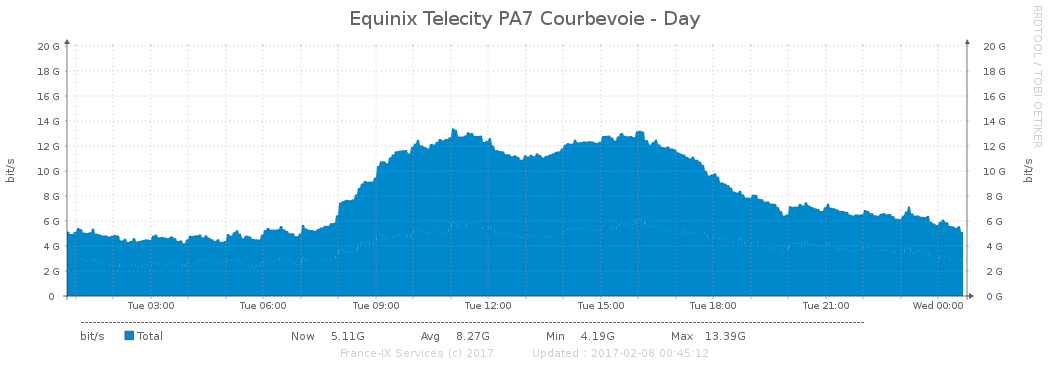 Equinix Telecity PA7 Courbevoie - Day
RRDTOOL / TOBI OETIKER
bit/s
20 G 20 G
18 G 18 G
16 G 16 G
14 G 14 G
12 G 12 G
10 G 10 G
8 G 8 G
6 G 6 G
4 G 4 G
2 G 2 G
0 0 G
bit/s
Tue 03:00 Tue 06:00 Tue 09:00 Tue 12:00 Tue 15:00 Tue 18:00 Tue 21:00 Wed 00:00
bit/s Total Now 5.11G Avg 8.27G Min 4.19G Max 13.39G
France-IX Services (c) 2017 Updated : 2017-02-08 00:45:12